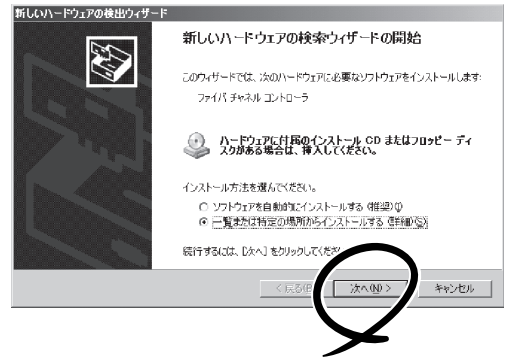 新しいハードウェアの検出ウィザード
新しいハードウェアの検索ウィザードの開始
このウィザードでは、次のハードウェアに必要なソフトウェアをインストールします:
ファイバ チャネル コントローラ
ハードウェアに付属のインストール CD またはフロッピー ディ
スクがある場合は、挿入してください。
インストール方法を選んでください。
ソフトウェアを自動的にインストールする (推奨)(I)
一覧または特定の場所からインストールする (詳細)(S)
続行するには、[次へ] をクリックしてくださ
< 戻る(B)
次へ(N) >
キャンセル